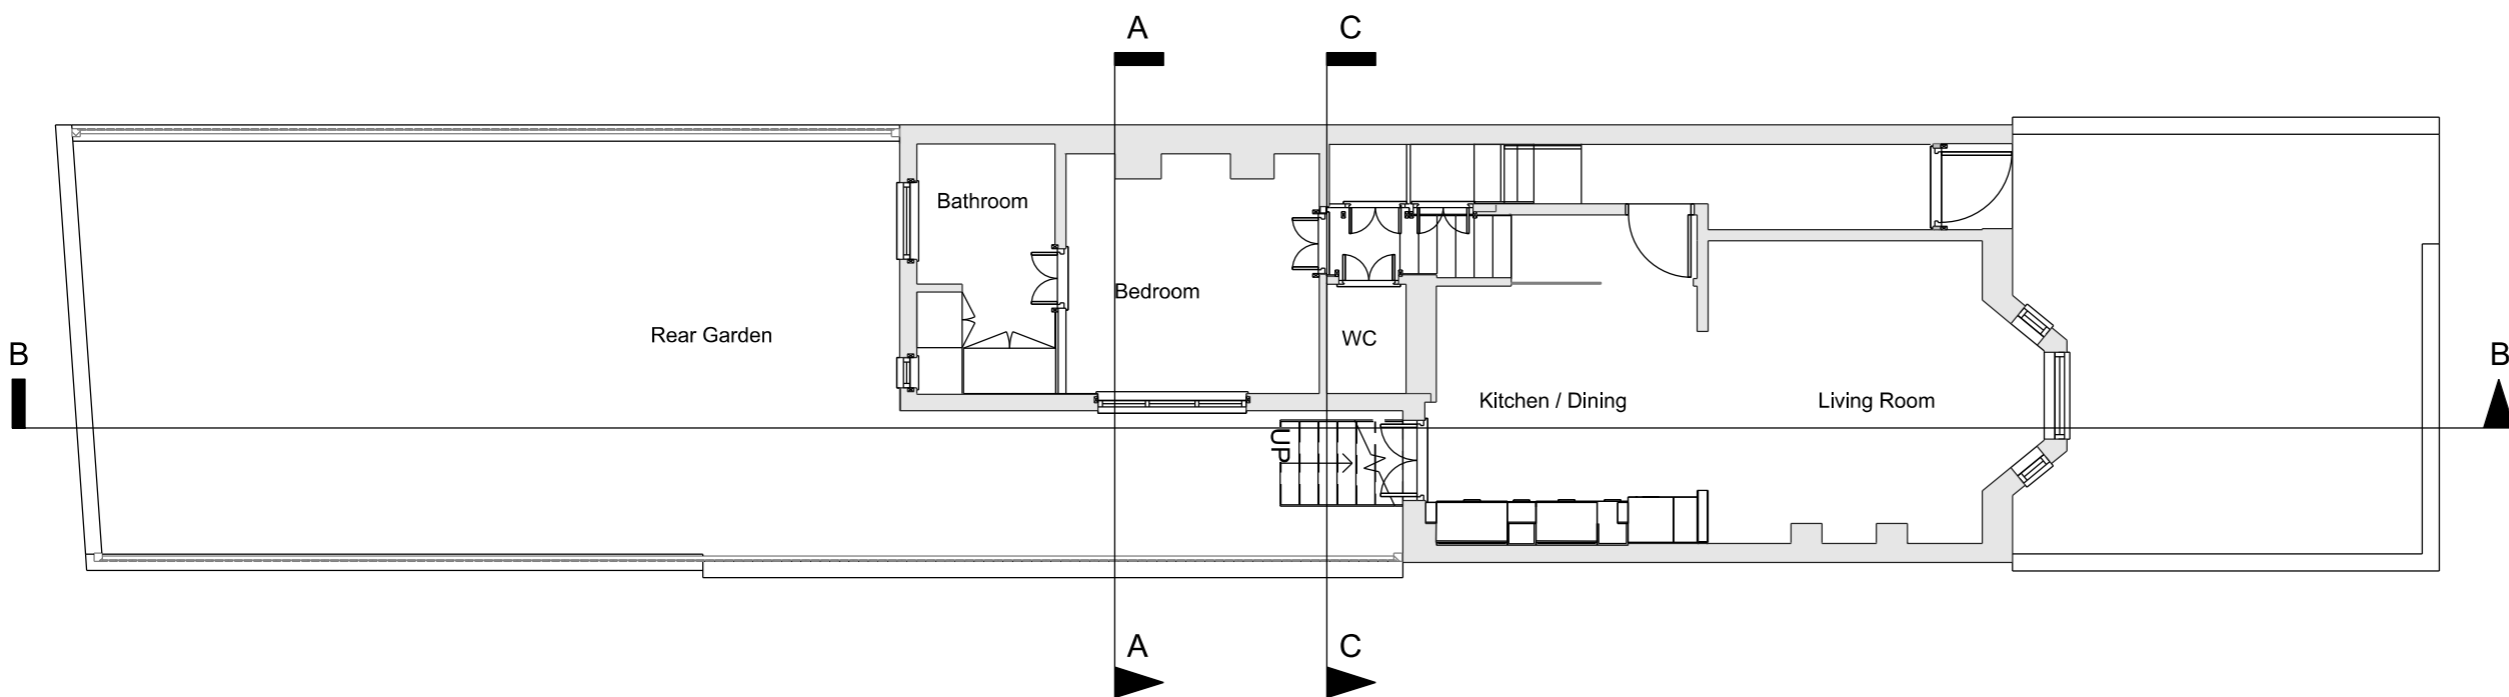 A
C
Bathroom
Bedroom
Rear Garden
WC
B
B
Kitchen / Dining
Living Room
UP
A
C